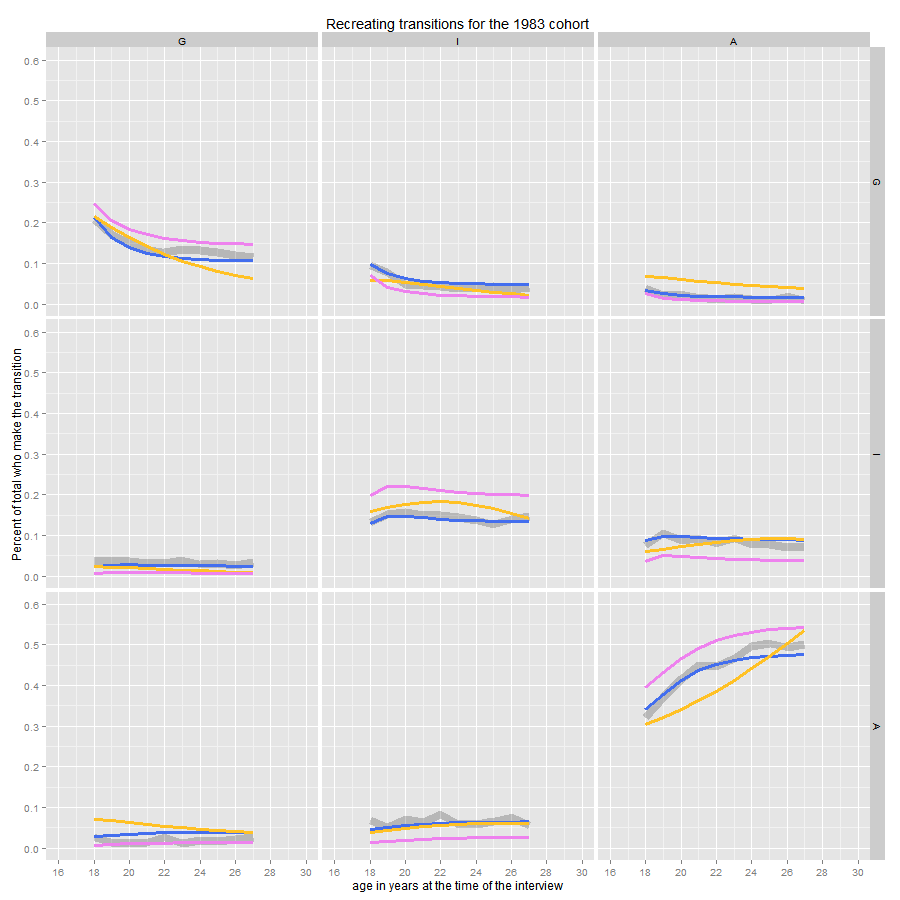 Recreating transitions for the 1983 cohort
G I A
0.6
0.5
0.4
0.3
0.2
0.1
0.0
G
0.6
0.5
0.4
0.3
0.2
0.1
0.0
I
0.6
0.5
0.4
0.3
0.2
0.1
0.0
A
Percent of total who make the transition
16 18 20 22 24 26 28 30 16 18 20 22 24 26 28 30 16 18 20 22 24 26 28 30
age in years at the time of the interview